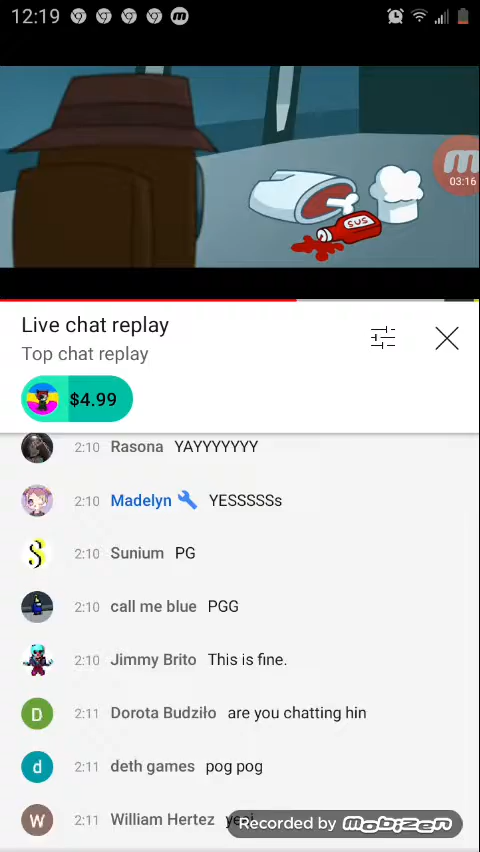 12:19
03:16
SUS
Live chat replay
Top chat replay
$4.99
2:10 Rasona YAYYYYYYY
2:10 Madelyn YESSSSSs
S 2:10 Sunium PG
2:10 call me blue PGG
2:10 Jimmy Brito This is fine.
D 2:11 Dorota Budziło are you chatting hin
d 2:11 deth games pog pog
W 2:11 William Hertez
Recorded by mobizen